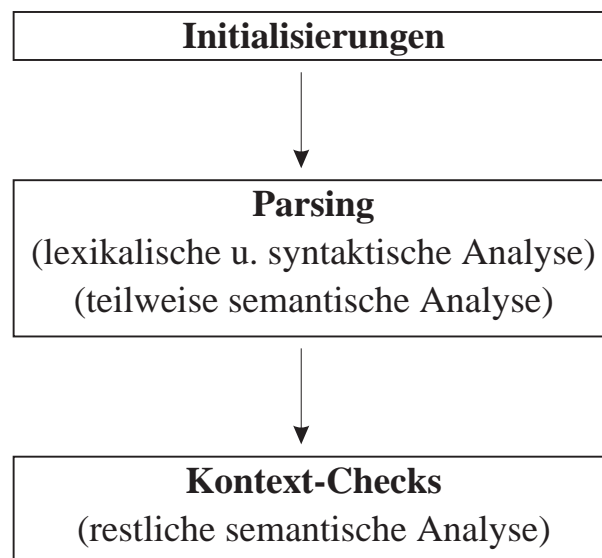 Initialisierungen
Parsing
(lexikalische u. syntaktische Analyse)
(teilweise semantische Analyse)
Kontext-Checks
(restliche semantische Analyse)